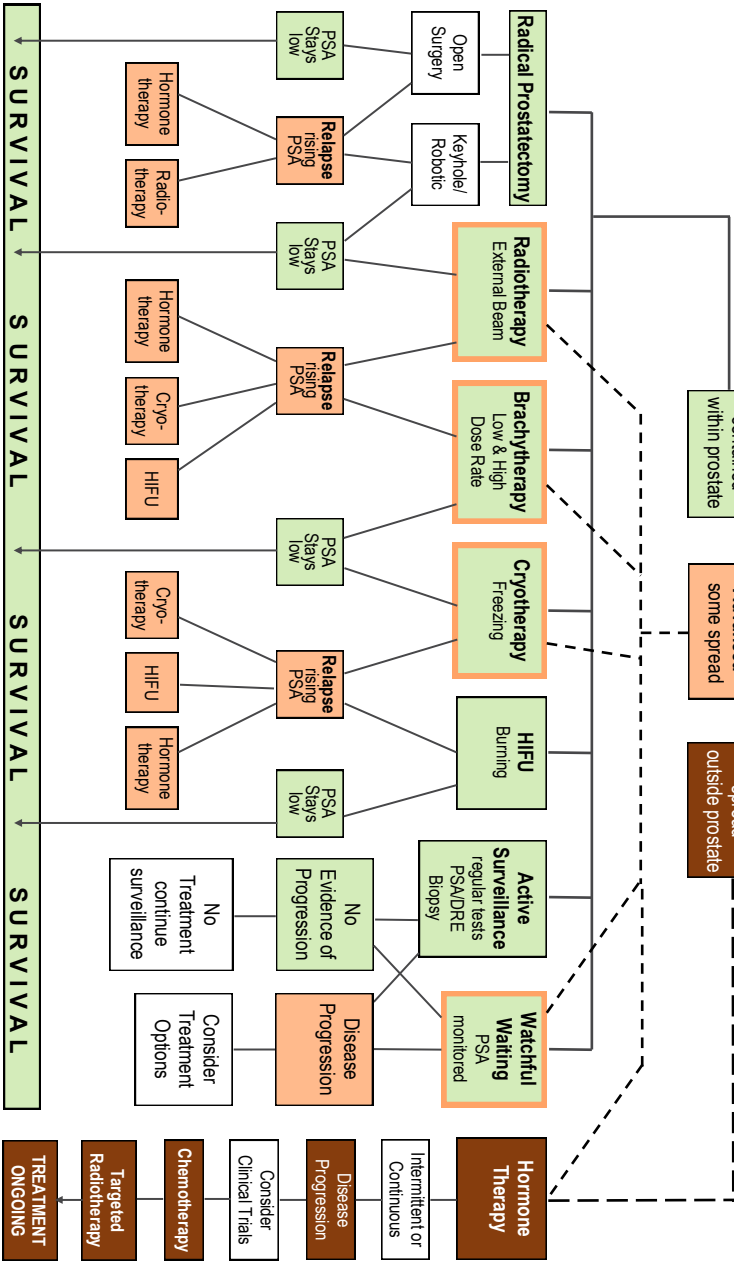 within prostate
some spread
outside prostate
Radical Prostatectomy
Radiotherapy
External Beam
Brachytherapy
Low & High
Dose Rate
Cryotherapy
Freezing
HIFU
Burning
Active
Surveillance
regular tests
PSA/DRE
Biopsy
Watchful
Waiting
PSA
monitored
Hormone
Therapy
Open
Surgery
Keyhole/
Robotic
Intermittent or
Continuous
PSA
Stays
low
Relapse
rising
PSA
PSA
Stays
low
Relapse
rising
PSA
PSA
Stays
low
Relapse
rising
PSA
PSA
Stays
low
No
Evidence of
Progression
Disease
Progression
Disease
Progression
Hormone
therapy
Radio-
therapy
Hormone
therapy
Cryo-
therapy
HIFU
Cryo-
therapy
HIFU
Hormone
therapy
No
Treatment
continue
surveillance
Consider
Treatment
Options
Consider
Clinical Trials
Chemotherapy
Targeted
Radiotherapy
SURVIVAL
SURVIVAL
SURVIVAL
SURVIVAL
TREATMENT
ONGOING